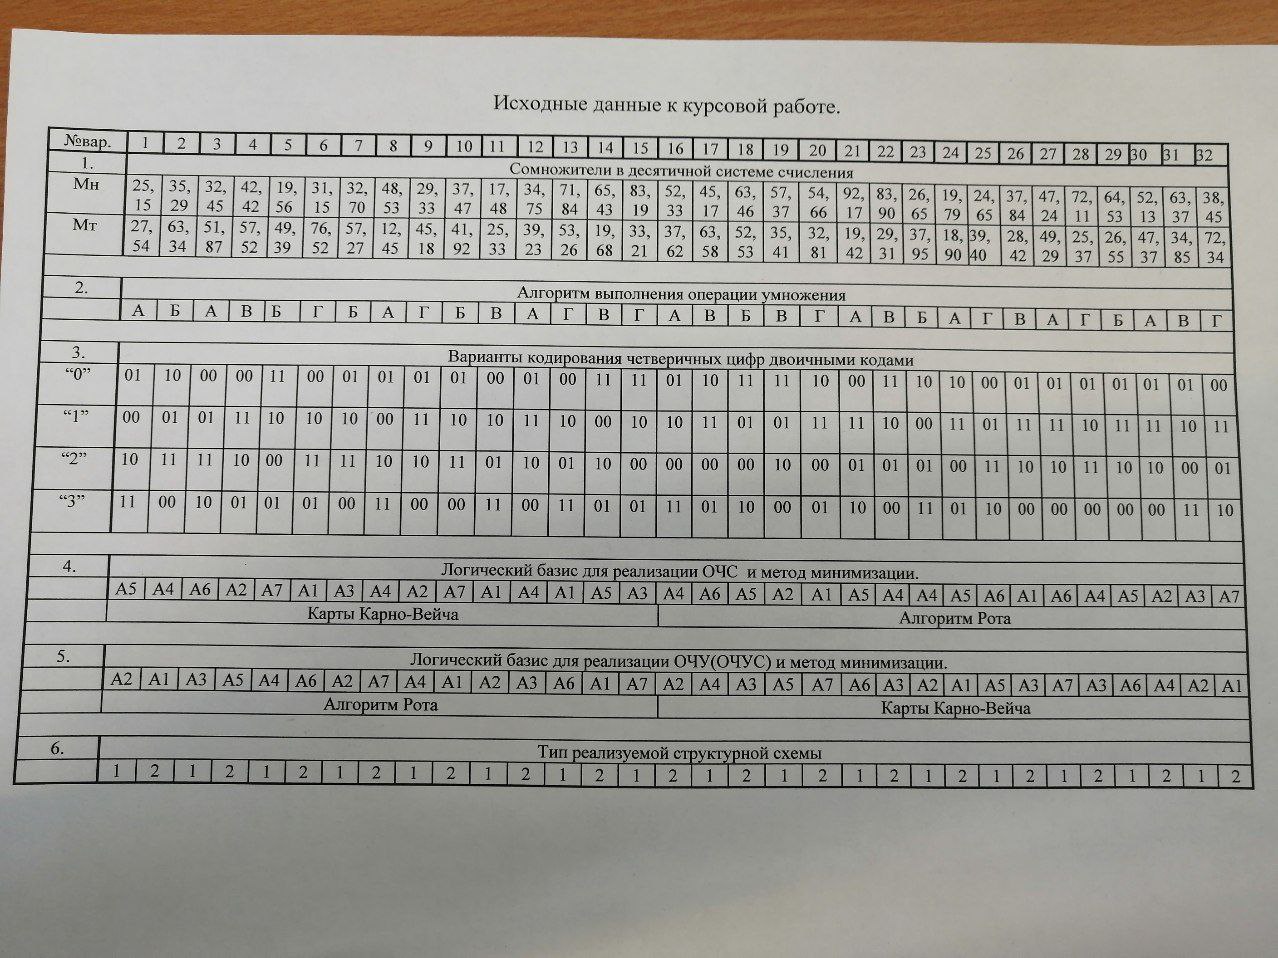 Исходные данные к курсовой работе.
№вар. 1 2 3 4 5 6 7 8 9 10 11 12 13 14 15 16 17 18 19 20 21 22 23 24 25 26 27 28 29 30 31 32
1. Сомножители в десятичной системе счисления
Мн 25, 35, 32, 42, 19, 31, 32, 48, 29, 37, 17, 34, 71, 65, 83, 52, 45, 63, 57, 54, 92, 83, 26, 19, 24, 37, 47, 72, 64, 52, 63, 38,
15 29 45 42 56 15 70 53 33 47 48 75 84 43 19 33 17 46 37 66 17 90 65 79 65 84 24 11 53 13 37 45
Мт 27, 63, 51, 57, 49, 76, 57, 12, 45, 41, 25, 39, 53, 19, 33, 37, 63, 52, 35, 32, 19, 29, 37, 18, 39, 28, 49, 25, 26, 47, 34, 72,
54 34 87 52 39 52 27 45 18 92 33 23 26 68 21 62 58 53 41 81 42 31 95 90 40 42 29 37 55 37 85 34
2. Алгоритм выполнения операции умножения
А Б А В Б Г Б А Г Б В А Г В Г А В Б В Г А В Б А Г В А Г Б А В Г
3. Варианты кодирования четверичных цифр двоичными кодами
“0” 01 10 00 00 11 00 01 01 01 01 00 01 00 11 11 01 10 11 11 10 00 11 10 10 00 01 01 01 01 01 01 00
“1” 00 01 01 11 10 10 10 00 11 10 10 11 10 00 10 10 11 01 01 11 11 10 00 11 01 11 11 10 11 11 10 11
“2” 10 11 11 10 00 11 11 10 10 11 01 10 01 10 00 00 00 00 10 00 01 01 01 00 11 10 10 11 10 10 00 01
“3” 11 00 10 01 01 01 00 11 00 00 11 00 11 01 01 11 01 10 00 01 10 00 11 01 10 00 00 00 00 00 11 10
4. Логический базис для реализации ОЧС и метод минимизации.
А5 А4 А6 А2 А7 А1 А3 А4 А2 А7 А1 А4 А1 А5 А3 А4 А6 А5 А2 А1 А5 А4 А4 А5 А6 А1 А6 А4 А5 А2 А3 А7
Карты Карно-Вейча Алгоритм Рота
5. Логический базис для реализации ОЧУ(ОЧУС) и метод минимизации.
А2 А1 А3 А5 А4 А6 А2 А7 А4 А1 А2 А3 А6 А1 А7 А2 А4 А3 А5 А7 А6 А3 А2 А1 А5 А3 А7 А3 А6 А4 А2 А1
Алгоритм Рота Карты Карно-Вейча
6. Тип реализуемой структурной схемы
1 2 1 2 1 2 1 2 1 2 1 2 1 2 1 2 1 2 1 2 1 2 1 2 1 2 1 2 1 2 1 2